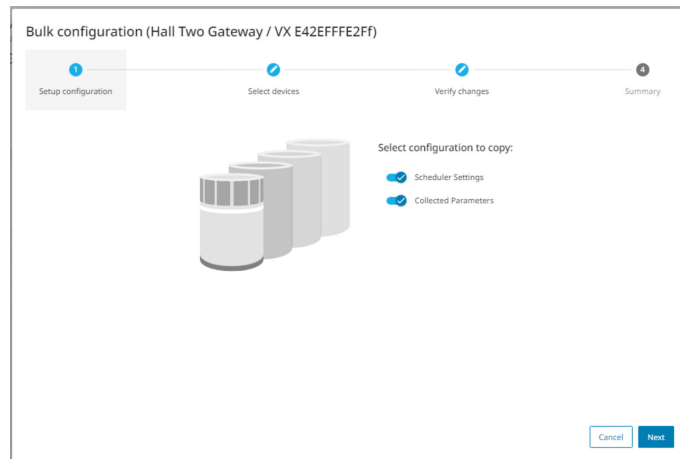 Bulk configuration (Hall Two Gateway / VX E42EFFFE2Ff)
1
4
Setup configuration
Select devices
Verify changes
Summary
Select configuration to copy:
Scheduler Settings
Collected Parameters
Cancel
Next